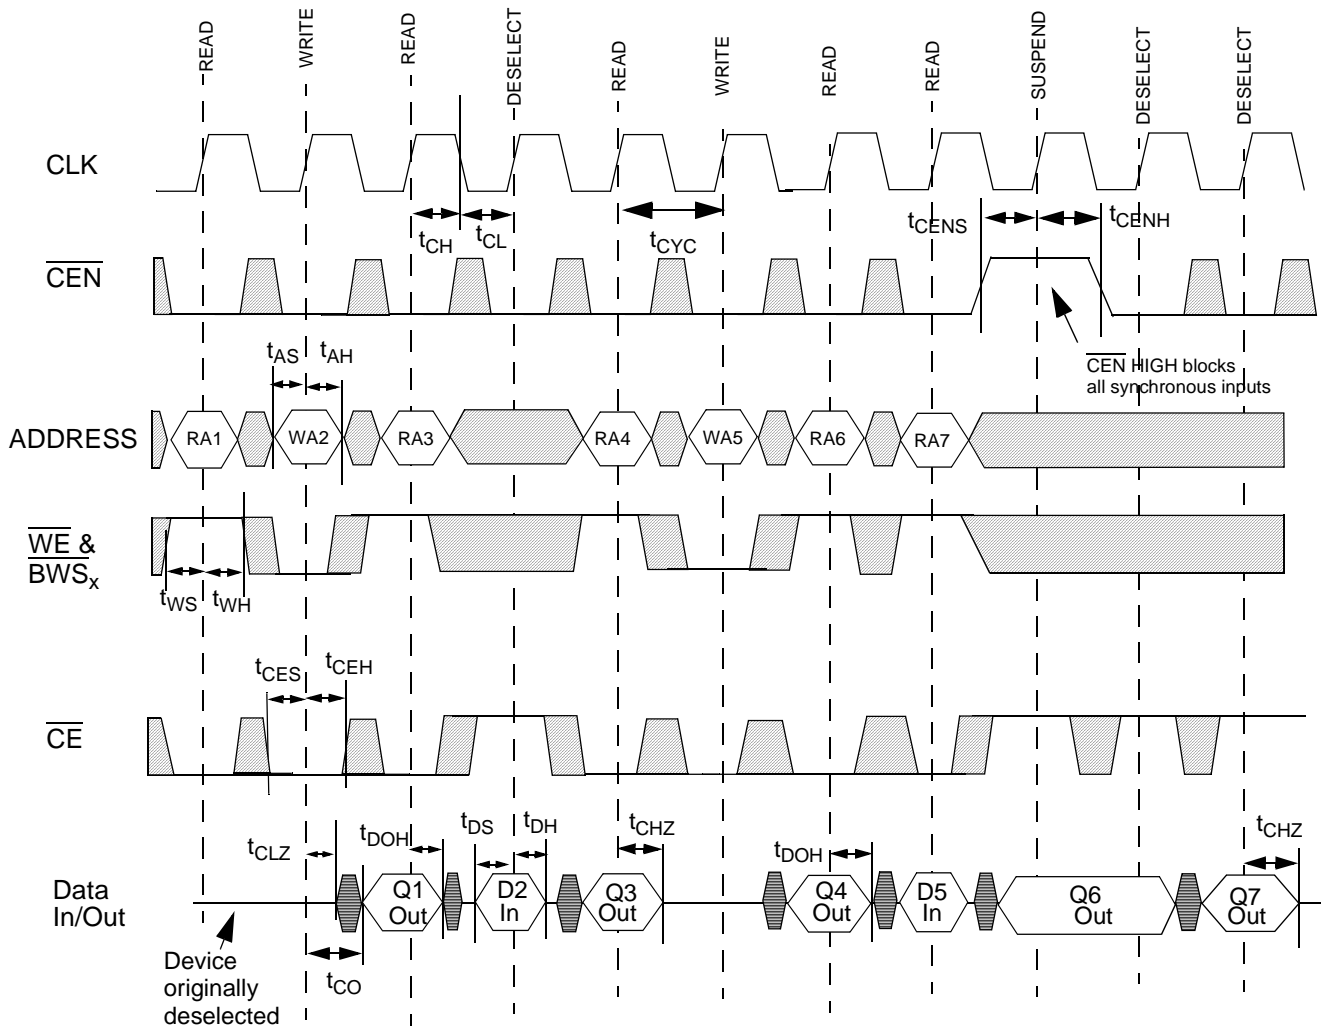 READ
WRITE
READ
DESELECT
READ
WRITE
READ
READ
SUSPEND
DESELECT
DESELECT
CLK
tCH
tCL
tCYC
tCENS
tCENH
CEN
tAS
tAH
CEN HIGH blocks
all synchronous inputs
ADDRESS
RA1
WA2
RA3
RA4
WA5
RA6
RA7
WE &
BWSx
tWS
tWH
tCES
tCEH
CE
tCLZ
tDOH
tDS
tDH
tCHZ
tDOH
tCHZ
Data
In/Out
Q1
Out
D2
In
Q3
Out
Q4
Out
D5
In
Q6
Out
Q7
Out
Device
originally
deselected
tCO